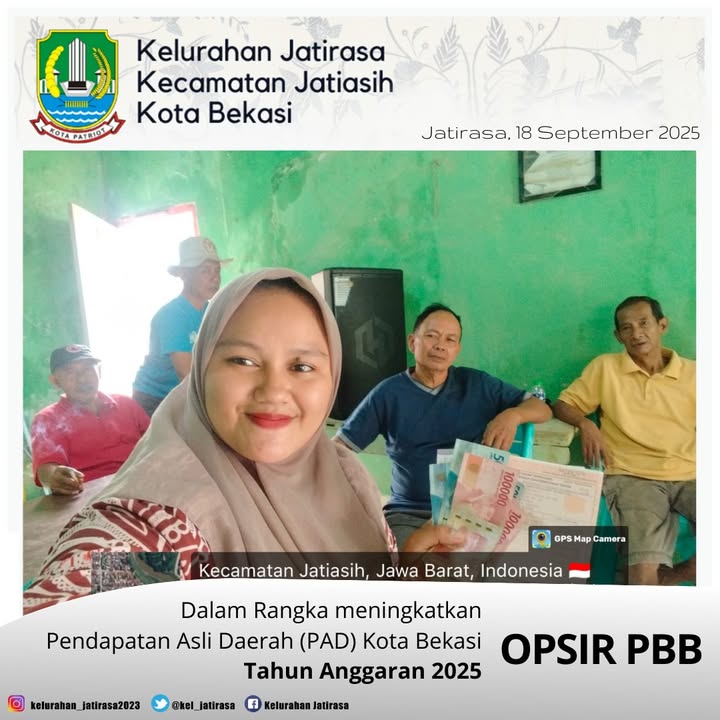 Kelurahan Jatirasa
Kecamatan Jatiasih
Kota Bekasi
KOTA PATRIOT
Jatirasa, 18 September 2025
100000
GPS Map Camera
Kecamatan Jatiasih, Jawa Barat, Indonesia
Dalam Rangka meningkatkan
Pendapatan Asli Daerah (PAD) Kota Bekasi
Tahun Anggaran 2025
OPSIR PBB
kelurahan_jatirasa2023
@kel_jatirasa
Kelurahan Jatirasa